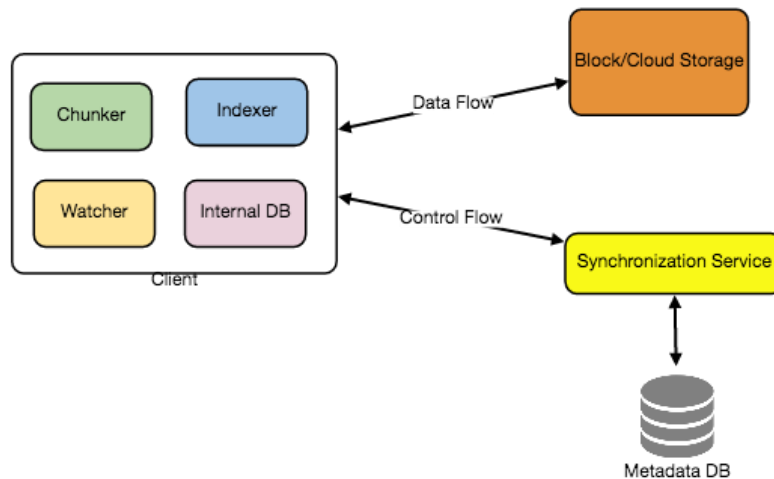 Block/Cloud Storage
Chunker
Indexer
Data Flow
Watcher
Internal DB
Control Flow
Client
Synchronization Service
Metadata DB